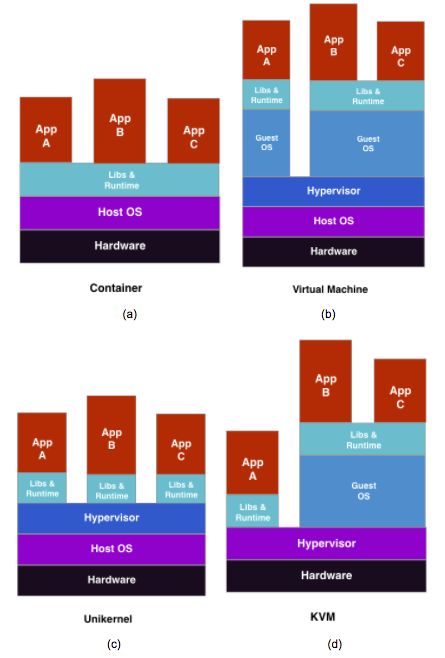 App
A
App
B
App
C
Libs &
Runtime
Host OS
Hardware
Container
(a)
App
A
App
B
App
C
Libs &
Runtime
Libs &
Runtime
Guest
OS
Guest
OS
Hypervisor
Host OS
Hardware
Virtual Machine
(b)
App
A
App
B
App
C
Libs &
Runtime
Libs &
Runtime
Libs &
Runtime
Hypervisor
Host OS
Hardware
Unikernel
(c)
App
B
App
C
App
A
Libs &
Runtime
Libs &
Runtime
Guest
OS
Hypervisor
Hardware
KVM
(d)